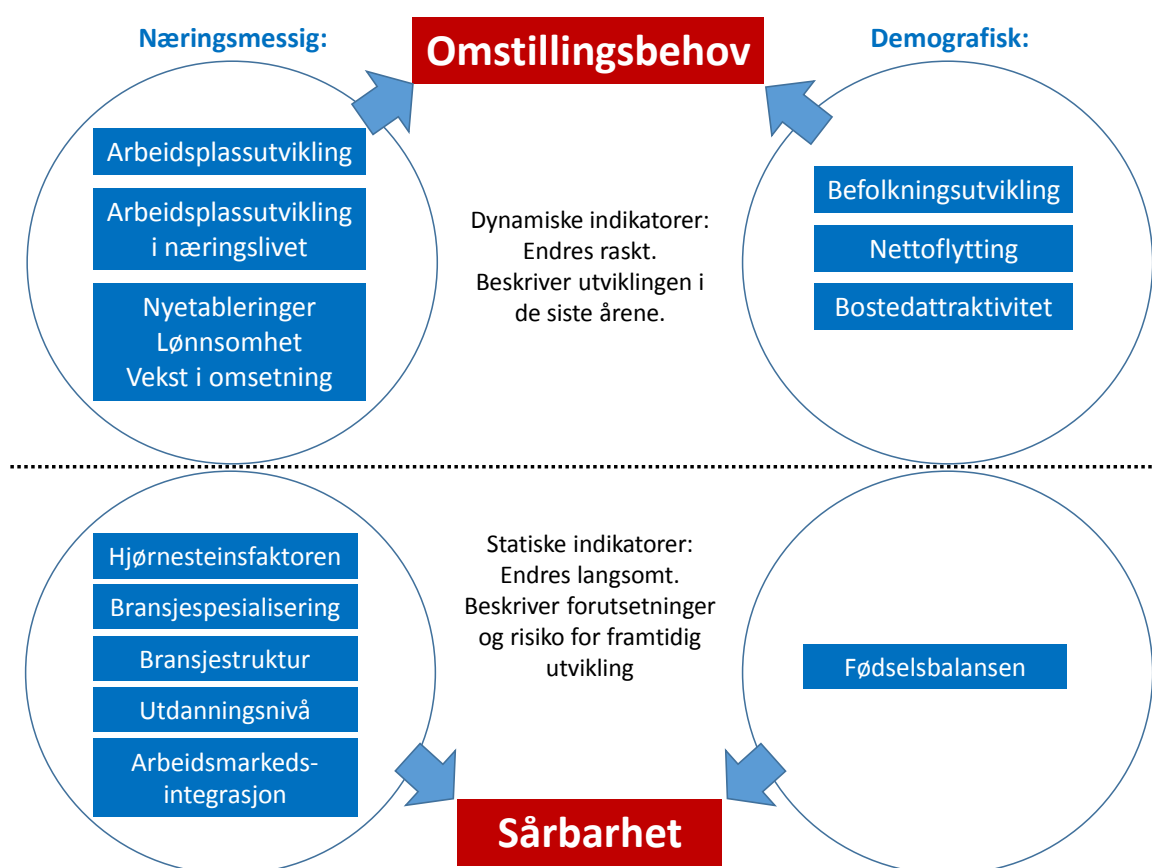 Næringsmessig:
Omstillingsbehov
Demografisk:
Arbeidsplassutvikling
Arbeidsplassutvikling
i næringslivet
Nyetableringer
Lønnsomhet
Vekst i omsetning
Dynamiske indikatorer:
Endres raskt.
Beskriver utviklingen i
de siste årene.
Befolkningsutvikling
Nettoflytting
Bostedattraktivitet
Hjørnesteinsfaktoren
Bransjespesialisering
Bransjestruktur
Utdanningsnivå
Arbeidsmarkeds-
integrasjon
Statiske indikatorer:
Endres langsomt.
Beskriver forutsetninger
og risiko for framtidig
utvikling
Fødselsbalansen
Sårbarhet